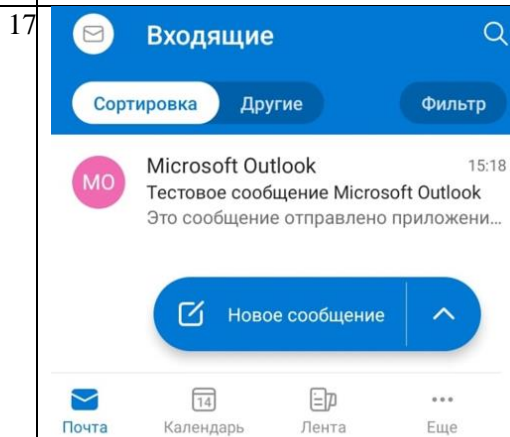 17
Входящие
Сортировка Другие Фильтр
MO Microsoft Outlook 15:18
Тестовое сообщение Microsoft Outlook
Это сообщение отправлено приложени...
Новое сообщение
14
Почта Календарь Лента Еще